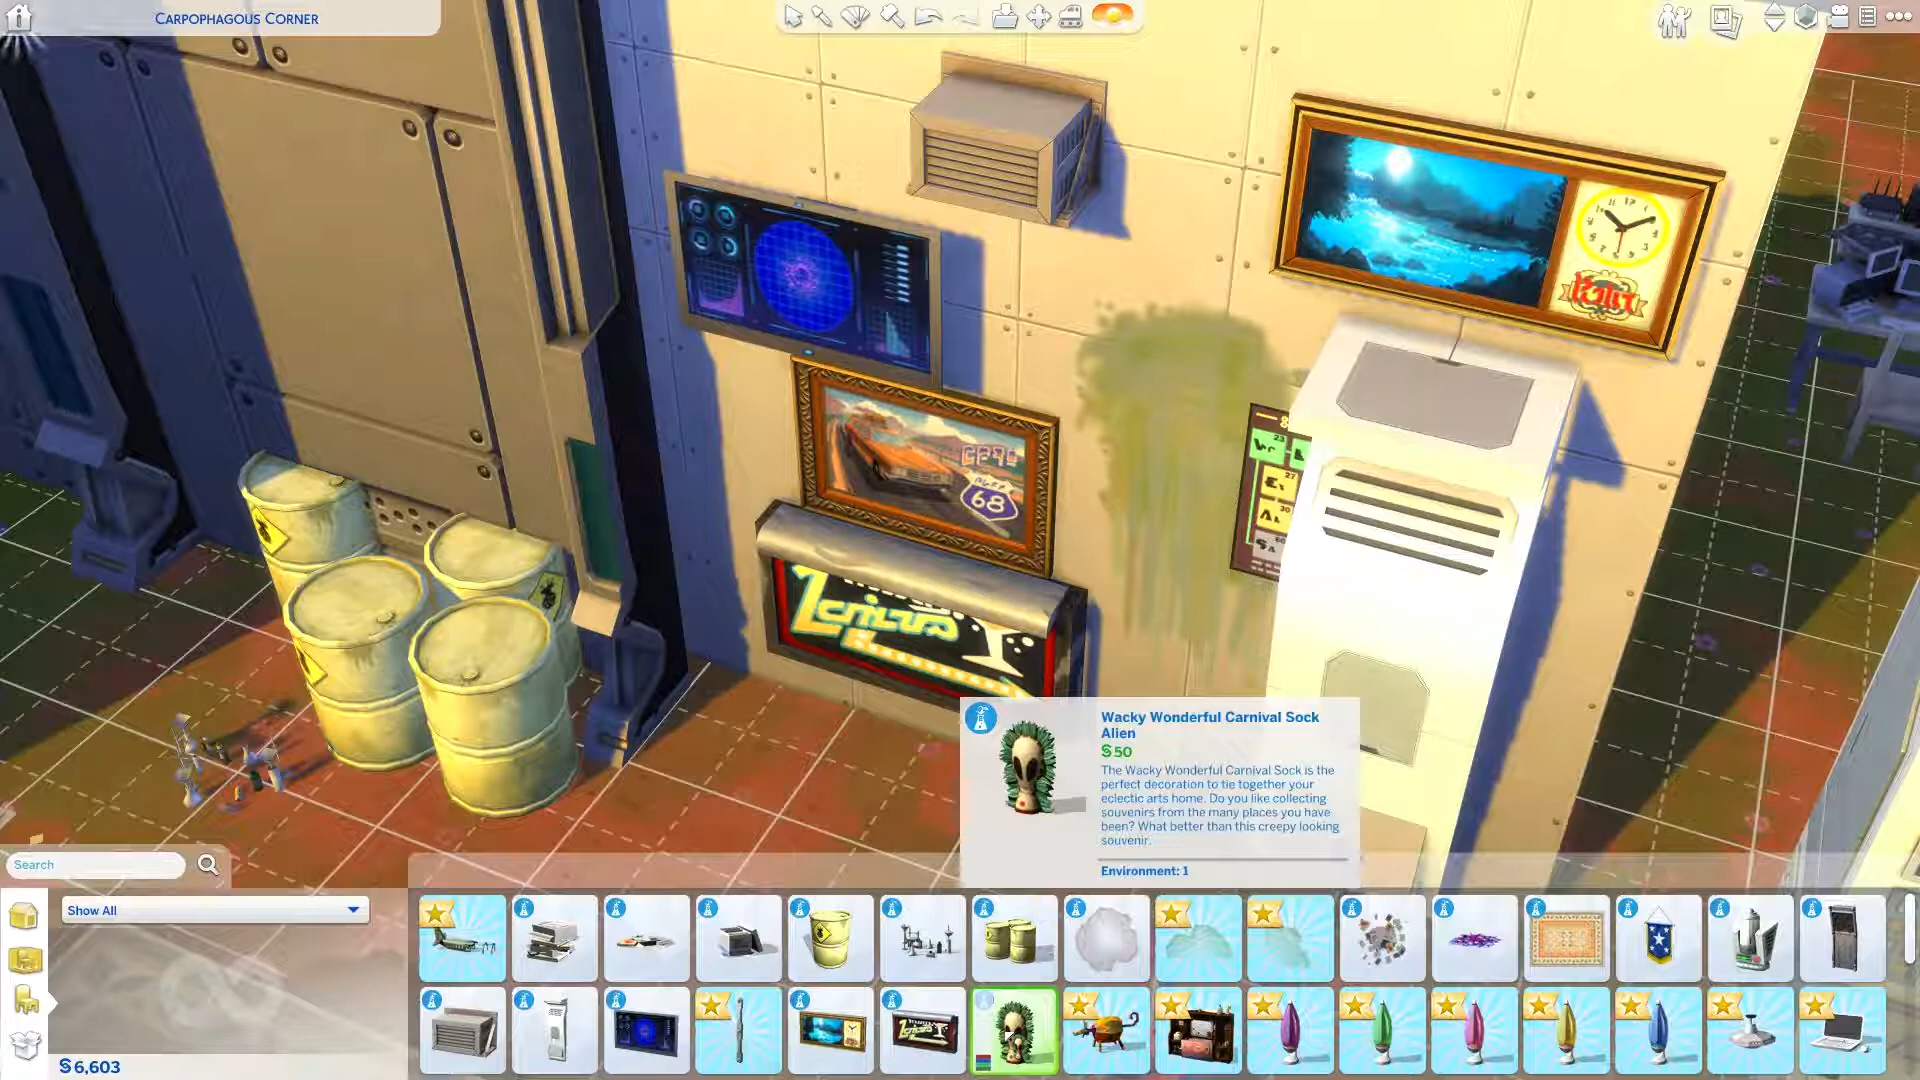 CARPOPHAGOUS CORNER
68
Wacky Wonderful Carnival Sock
Alien
§50
The Wacky Wonderful Carnival Sock is the
perfect decoration to tie together your
eclectic arts home. Do you like collecting
souvenirs from the many places you have
been? What better than this creepy looking
souvenir.
Environment: 1
Search
Show All
§6,603